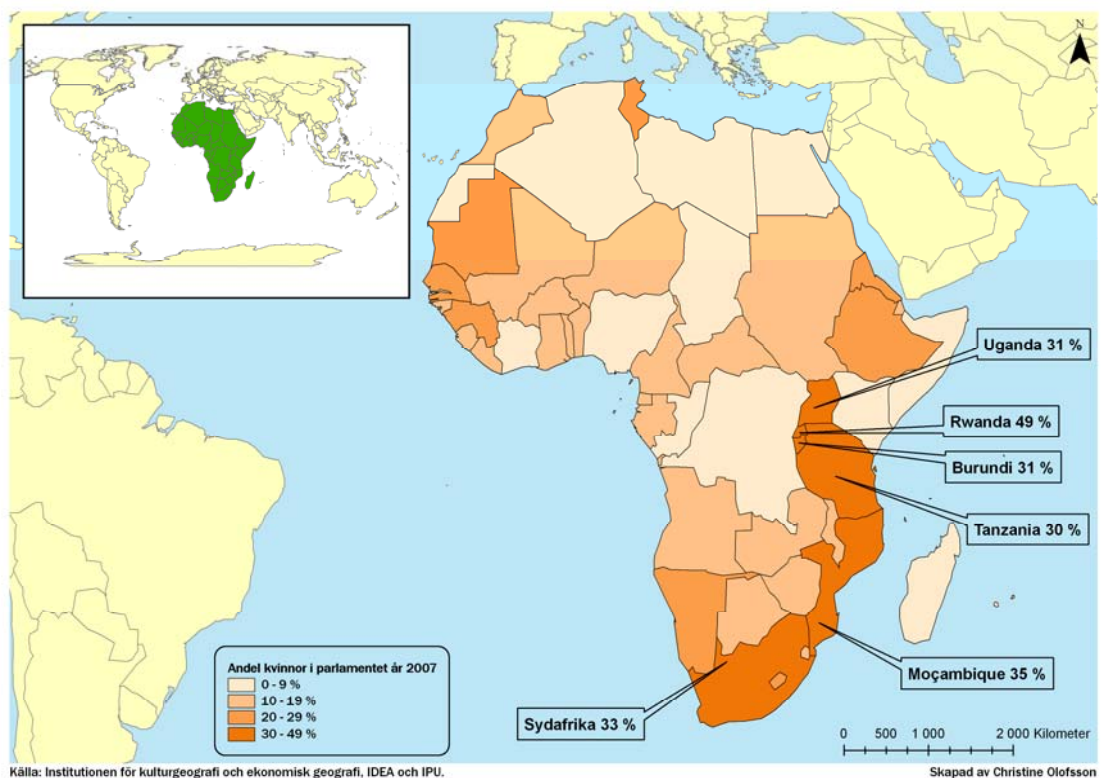 N
Uganda 31 %
Rwanda 49 %
Burundi 31 %
Tanzania 30 %
Moçambique 35 %
Sydafrika 33 %
Andel kvinnor i parlamentet år 2007
0 - 9 %
10 - 19 %
20 - 29 %
30 - 49 %
0 500 1 000 2 000 Kilometer
Källa: Institutionen för kulturgeografi och ekonomisk geografi, IDEA och IPU.
Skapad av Christine Olofsson